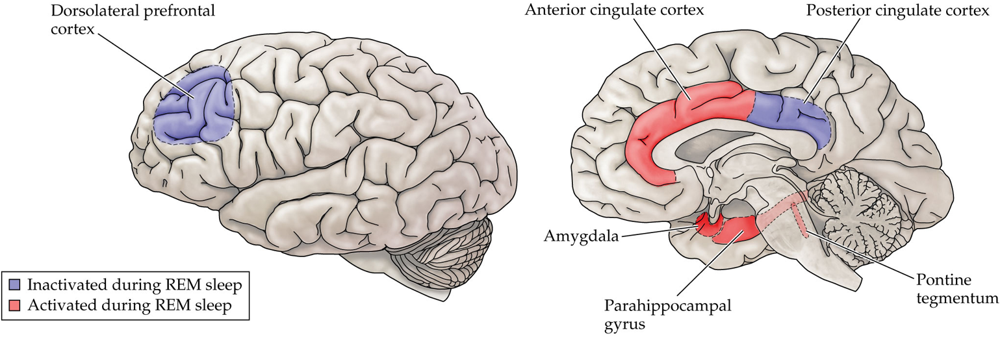 Dorsolateral prefrontal
cortex
Anterior cingulate cortex
Posterior cingulate cortex
Amygdala
Inactivated during REM sleep
Activated during REM sleep
Parahippocampal
gyrus
Pontine
tegmentum